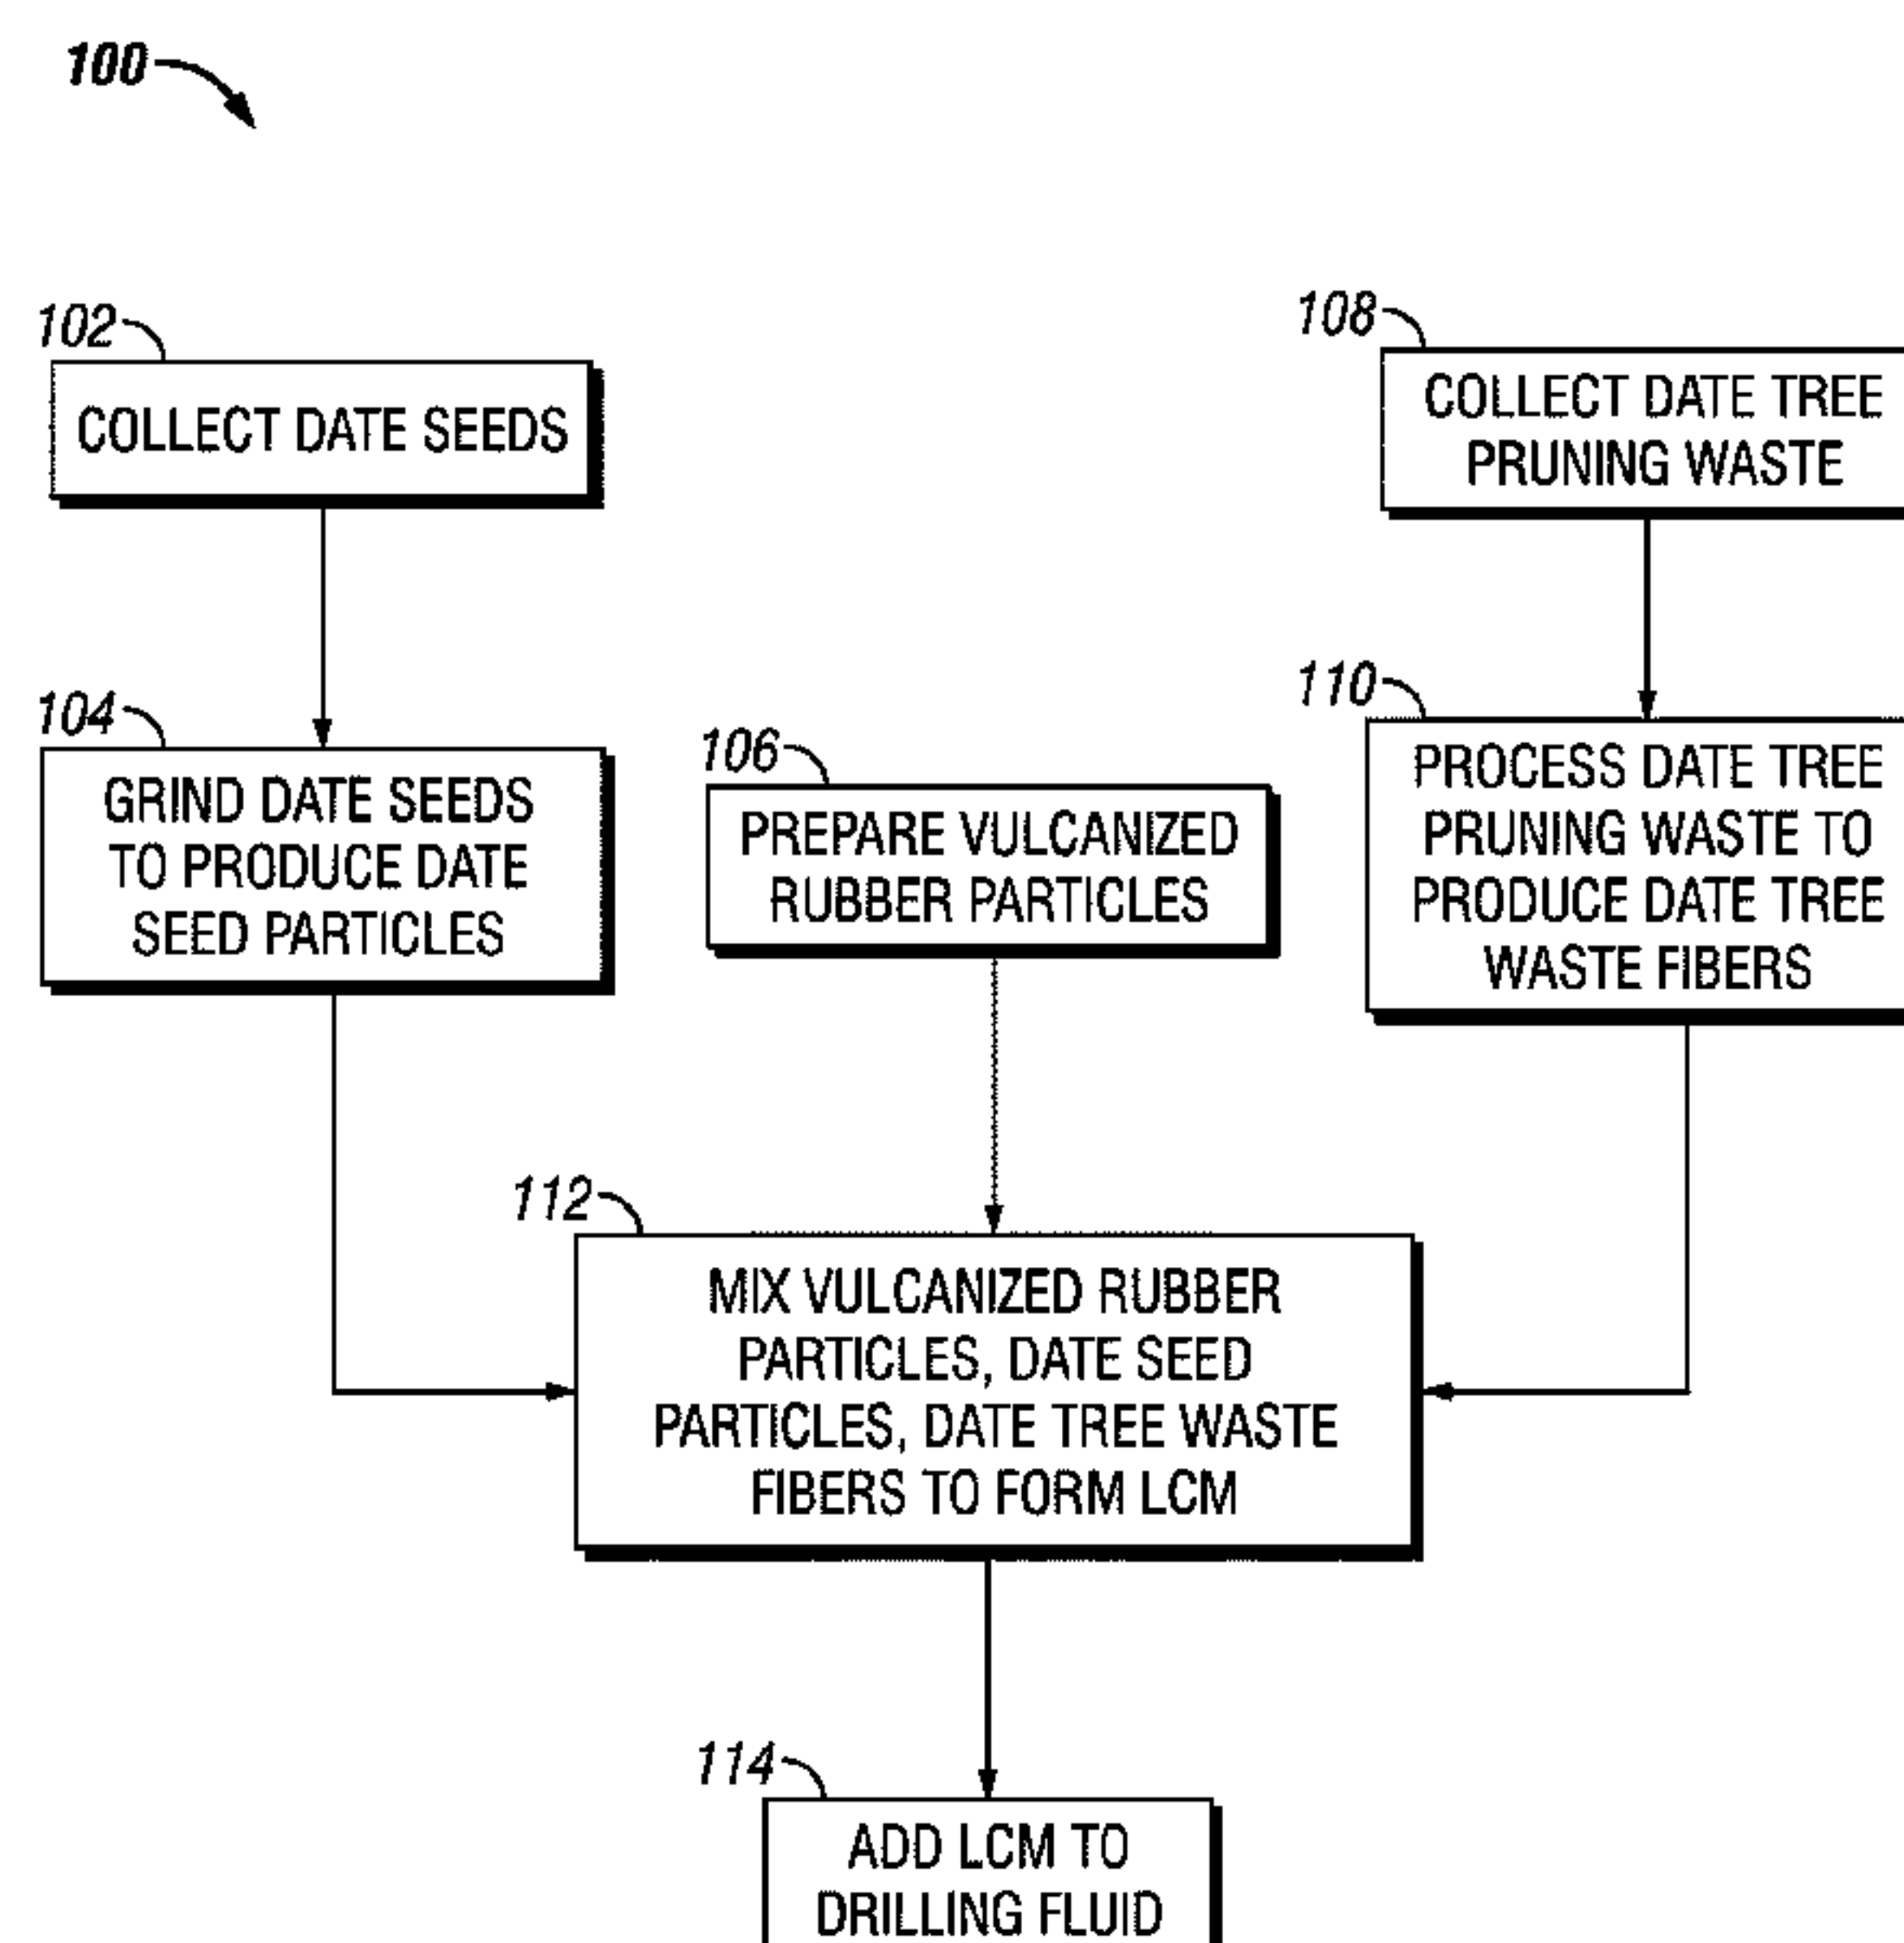 100
102
COLLECT DATE SEEDS
108
COLLECT DATE TREE
PRUNING WASTE
104
GRIND DATE SEEDS
TO PRODUCE DATE
SEED PARTICLES
106
PREPARE VULCANIZED
RUBBER PARTICLES
110
PROCESS DATE TREE
PRUNING WASTE TO
PRODUCE DATE TREE
WASTE FIBERS
112
MIX VULCANIZED RUBBER
PARTICLES, DATE SEED
PARTICLES, DATE TREE WASTE
FIBERS TO FORM LCM
114
ADD LCM TO
DRILLING FLUID